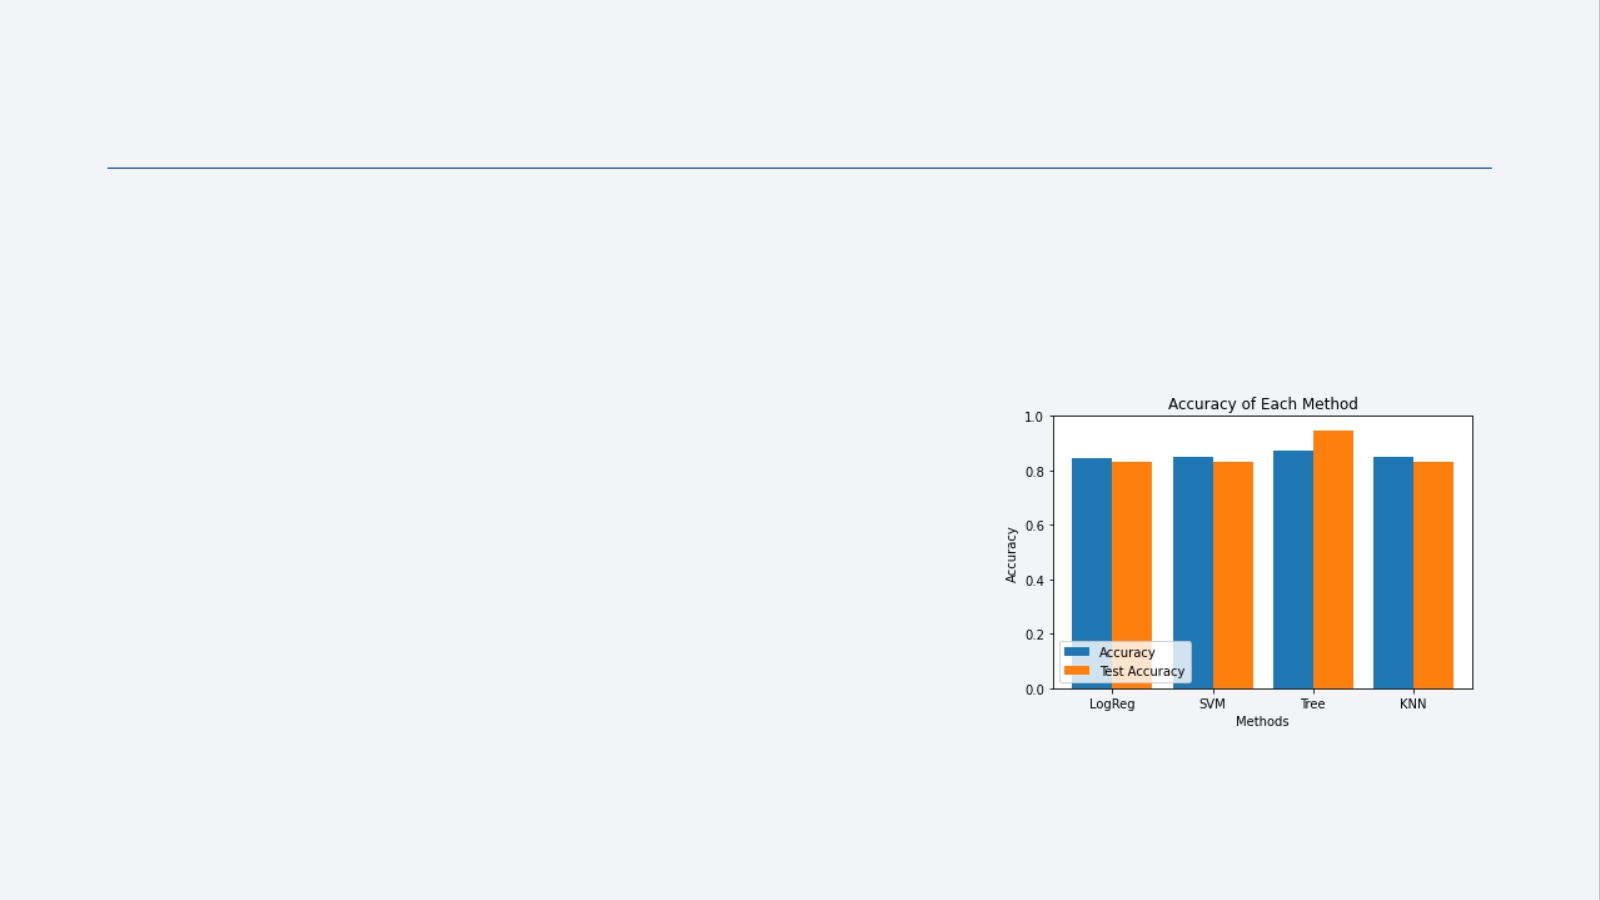 Accuracy of Each Method
1.0
0.8
0.6
0.4
0.2
0.0
Accuracy
Accuracy
Test Accuracy
LogReg SVM Tree KNN
Methods